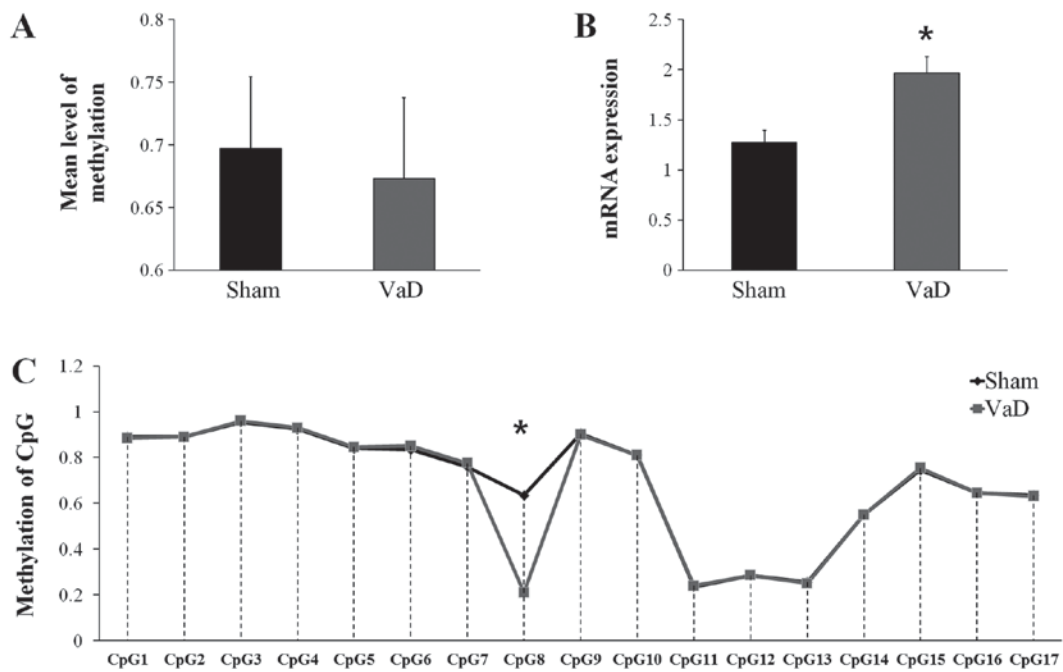 A
Mean level of
methylation
0.8
0.75
0.7
0.65
0.6
Sham VaD
B
mRNA expression
2.5
2
1.5
1
0.5
0
*
Sham VaD
C
Methylation of CpG
1.2
1
0.8
0.6
0.4
0.2
0
*
Sham
VaD
CpG1 CpG2 CpG3 CpG4 CpG5 CpG6 CpG7 CpG8 CpG9 CpG10 CpG11 CpG12 CpG13 CpG14 CpG15 CpG16 CpG17